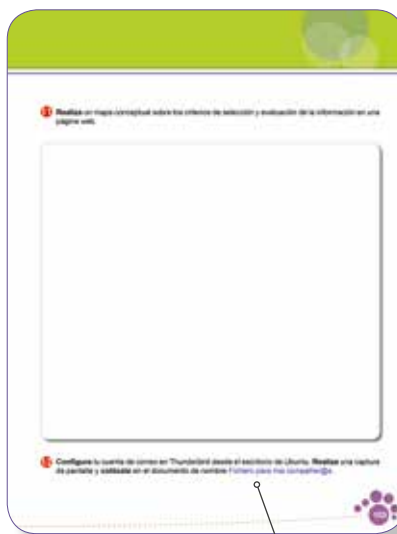 Realiza un mapa conceptual sobre los criterios de selección y evaluación de la información en una
página web.
Configura tu cuenta de correo en Thunderbird desde el escritorio de Ubuntu. Realiza una captura
de pantalla y colócala en el documento de nombre Fichero para mis compañer@s.